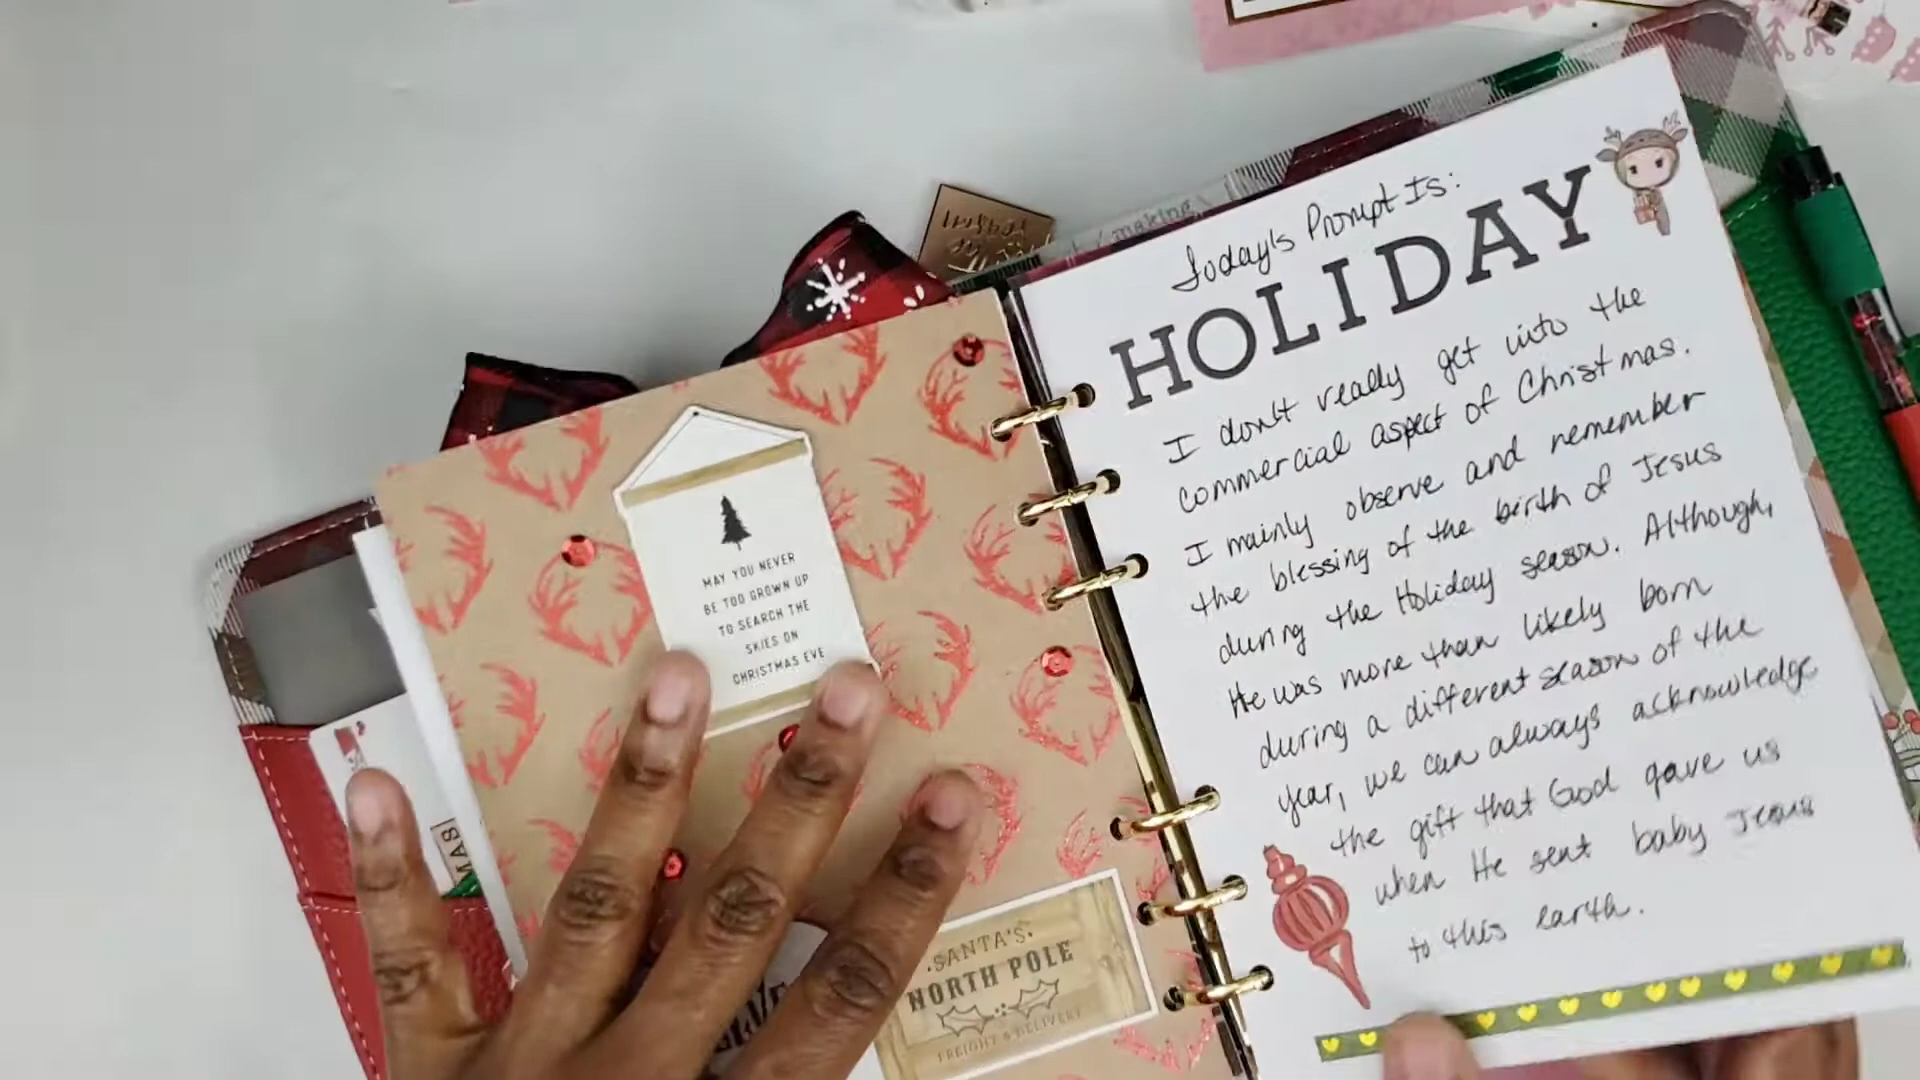 MAY YOU NEVER
BE TOO GROWN UP
TO SEARCH THE
SKIES ON
CHRISTMAS EVE
·SANTA'S·
NORTH POLE
FREIGHT & DELIVERY
MAS
making,
Today's Prompt Is:
HOLIDAY
I don't really get into the
commercial aspect of Christmas.
I mainly observe and remember
the blessing of the birth of Jesus
during the Holiday season. Although,
He was more than likely born
during a different season of the
year, we can always acknowledge
the gift that God gave us
when He sent baby Jesus
to this earth.